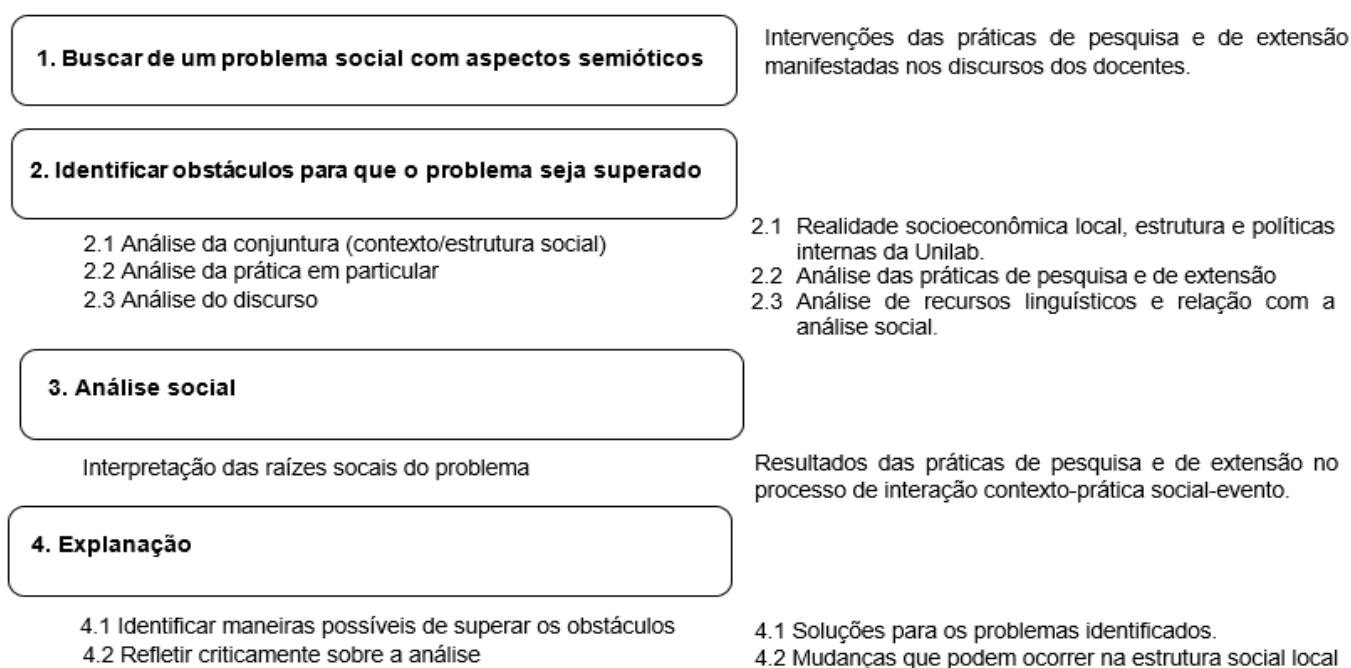 1. Buscar de um problema social com aspectos semióticos
Intervenções das práticas de pesquisa e de extensão
manifestadas nos discursos dos docentes.
2. Identificar obstáculos para que o problema seja superado
2.1 Análise da conjuntura (contexto/estrutura social)
2.2 Análise da prática em particular
2.3 Análise do discurso
2.1 Realidade socioeconômica local, estrutura e políticas
internas da Unilab.
2.2 Análise das práticas de pesquisa e de extensão
2.3 Análise de recursos linguísticos e relação com a
análise social.
3. Análise social
Interpretação das raízes socais do problema
Resultados das práticas de pesquisa e de extensão no
processo de interação contexto-prática social-evento.
4. Explanação
4.1 Identificar maneiras possíveis de superar os obstáculos
4.2 Refletir criticamente sobre a análise
4.1 Soluções para os problemas identificados.
4.2 Mudanças que podem ocorrer na estrutura social local